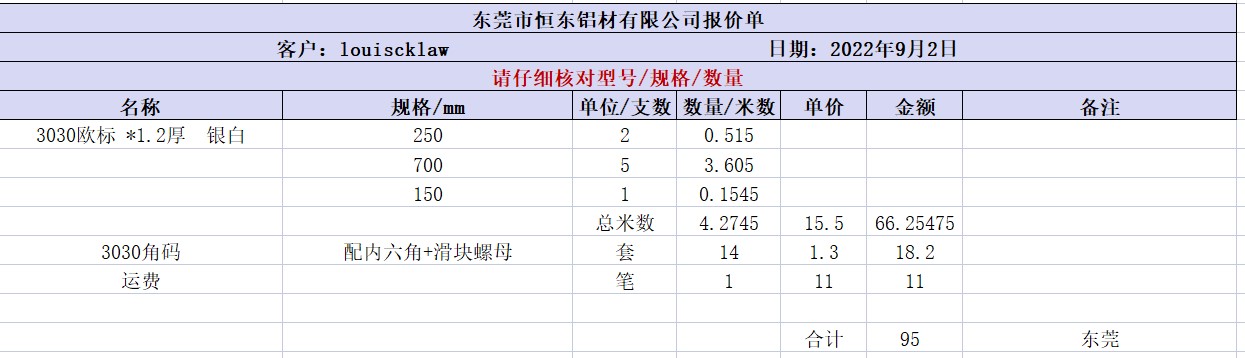 东莞市恒东铝材有限公司报价单
客户：louiscklaw 日期：2022年9月2日
请仔细核对型号/规格/数量
名称 规格/mm 单位/支数 数量/米数 单价 金额 备注
3030欧标 *1.2厚 银白 250 2 0.515
700 5 3.605
150 1 0.1545
总米数 4.2745 15.5 66.25475
3030角码 配内六角+滑块螺母 套 14 1.3 18.2
运费 笔 1 11 11
合计 95 东莞